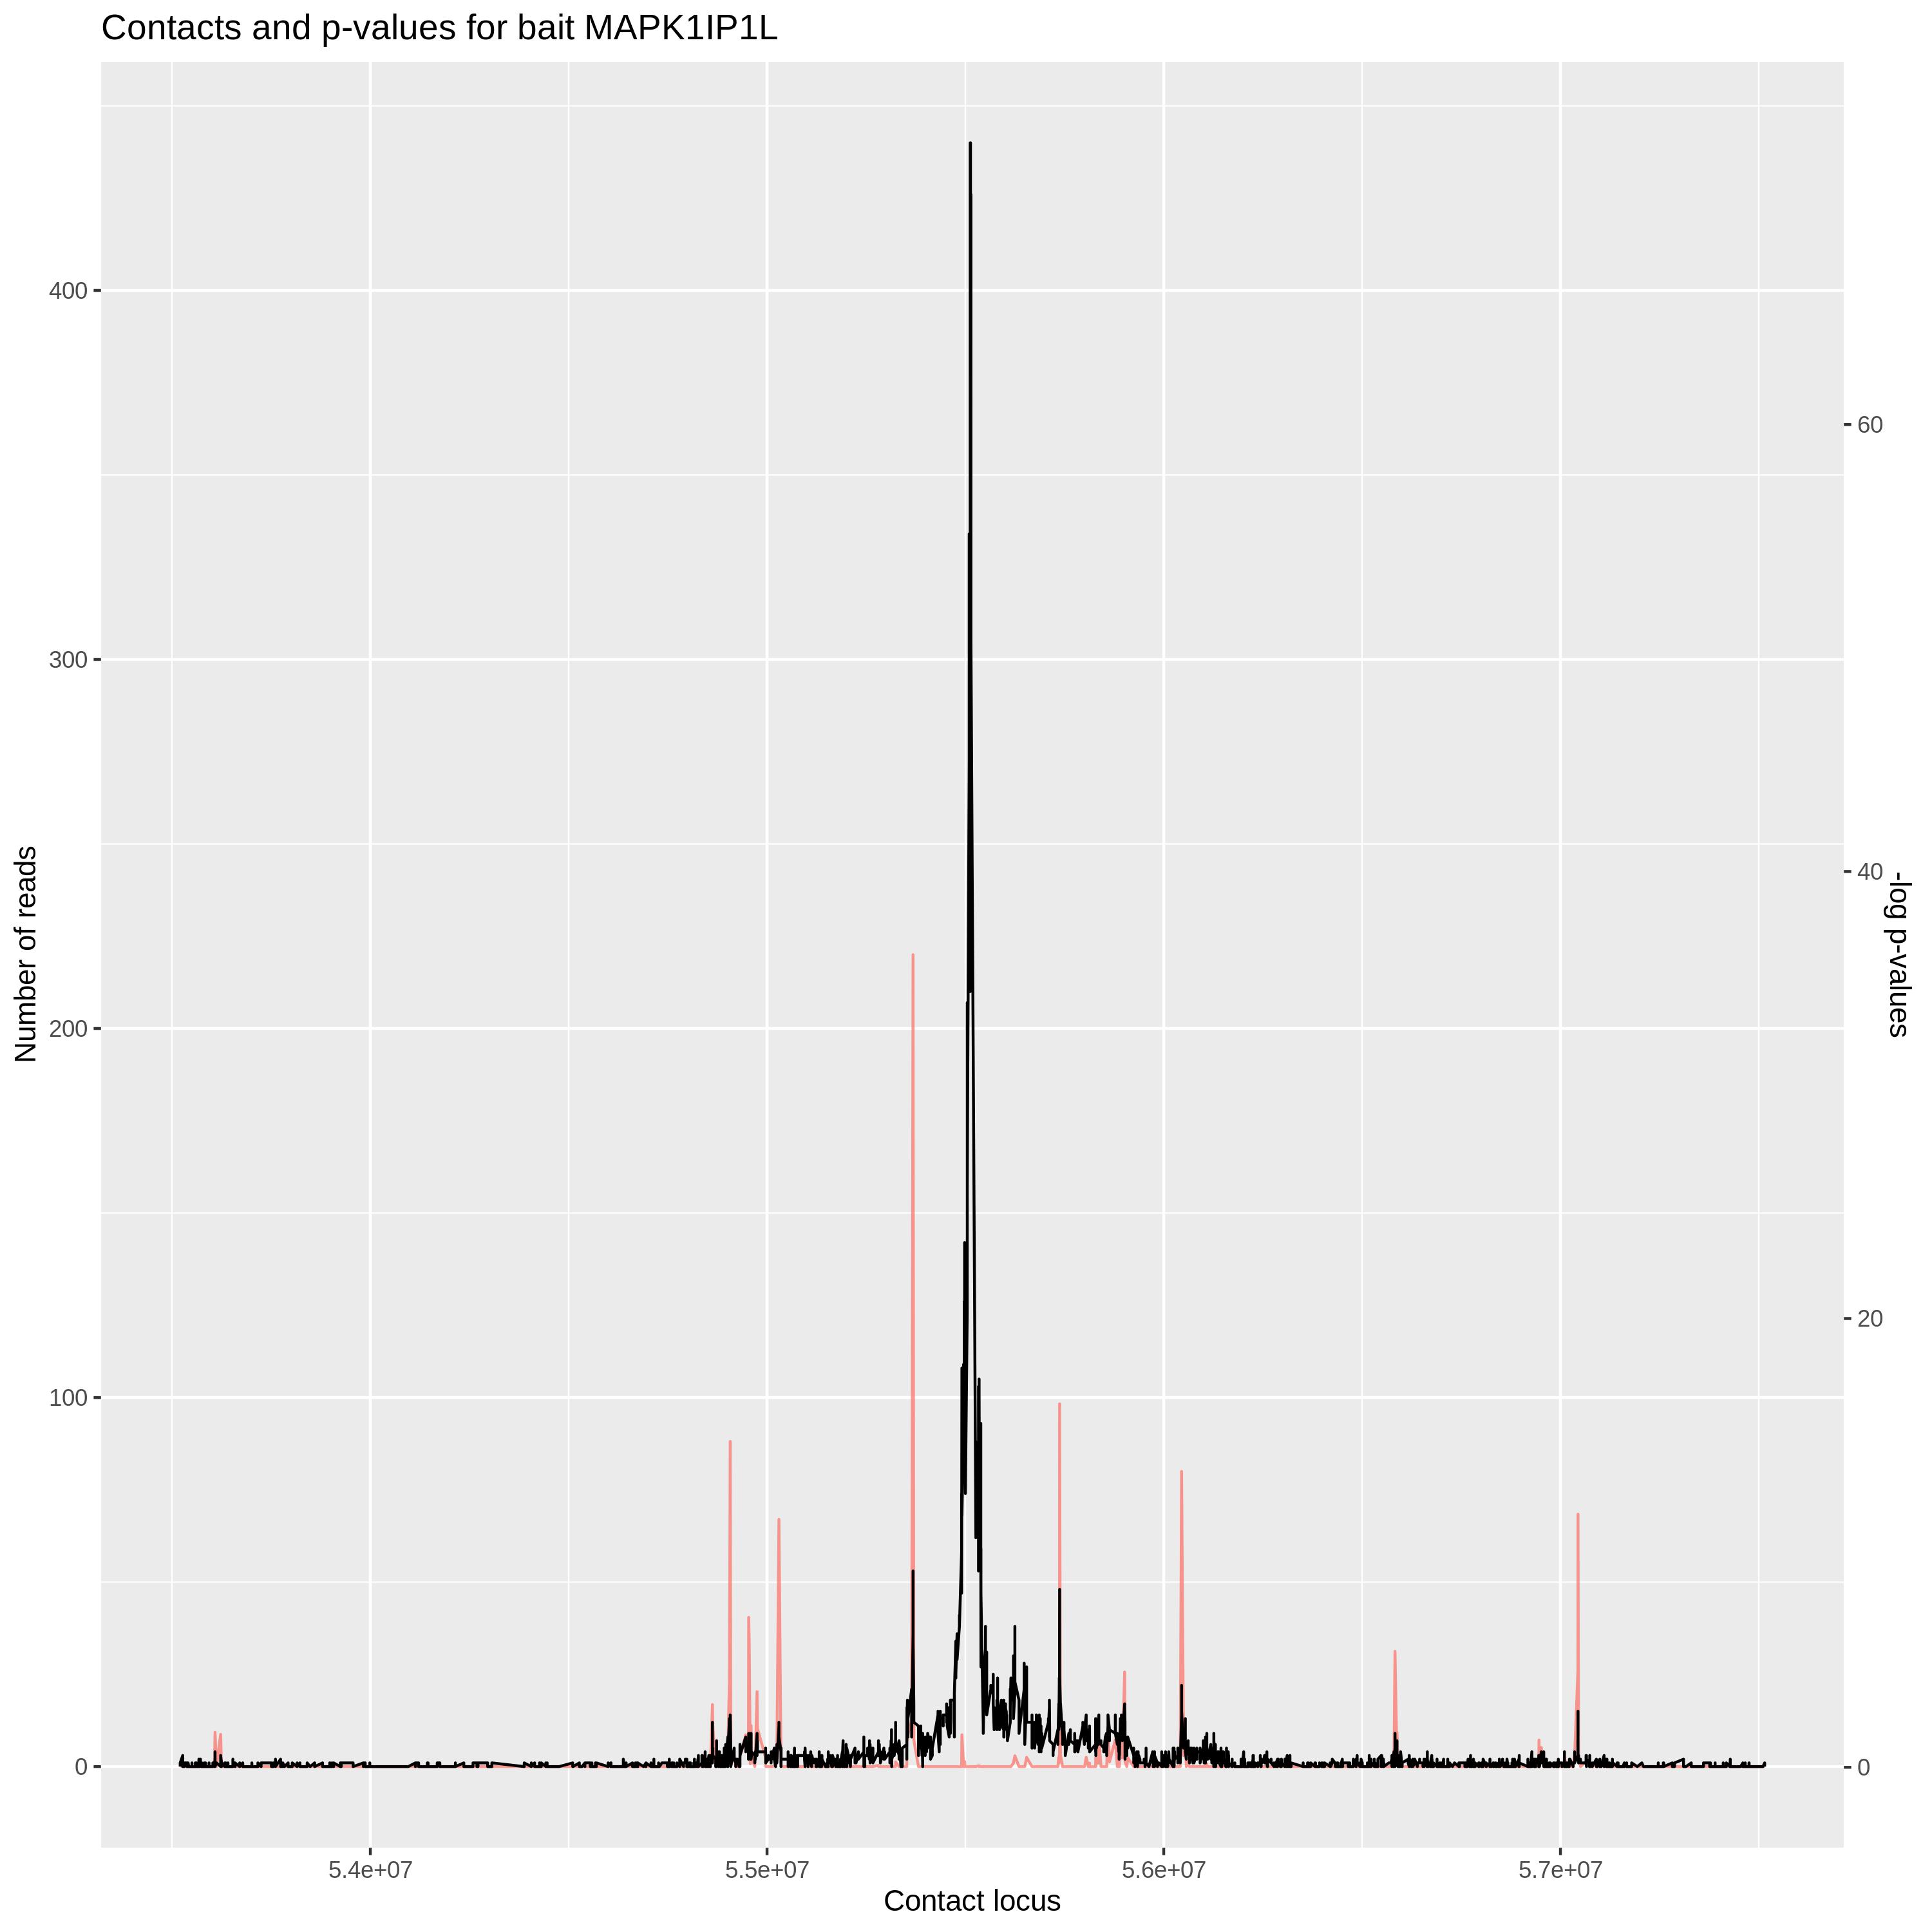 Contacts and p-values for bait MAPK1IP1L
Number of reads
400
300
200
100
0
60
40
20
0
-log p-values
5.4e+07 5.5e+07 5.6e+07 5.7e+07
Contact locus